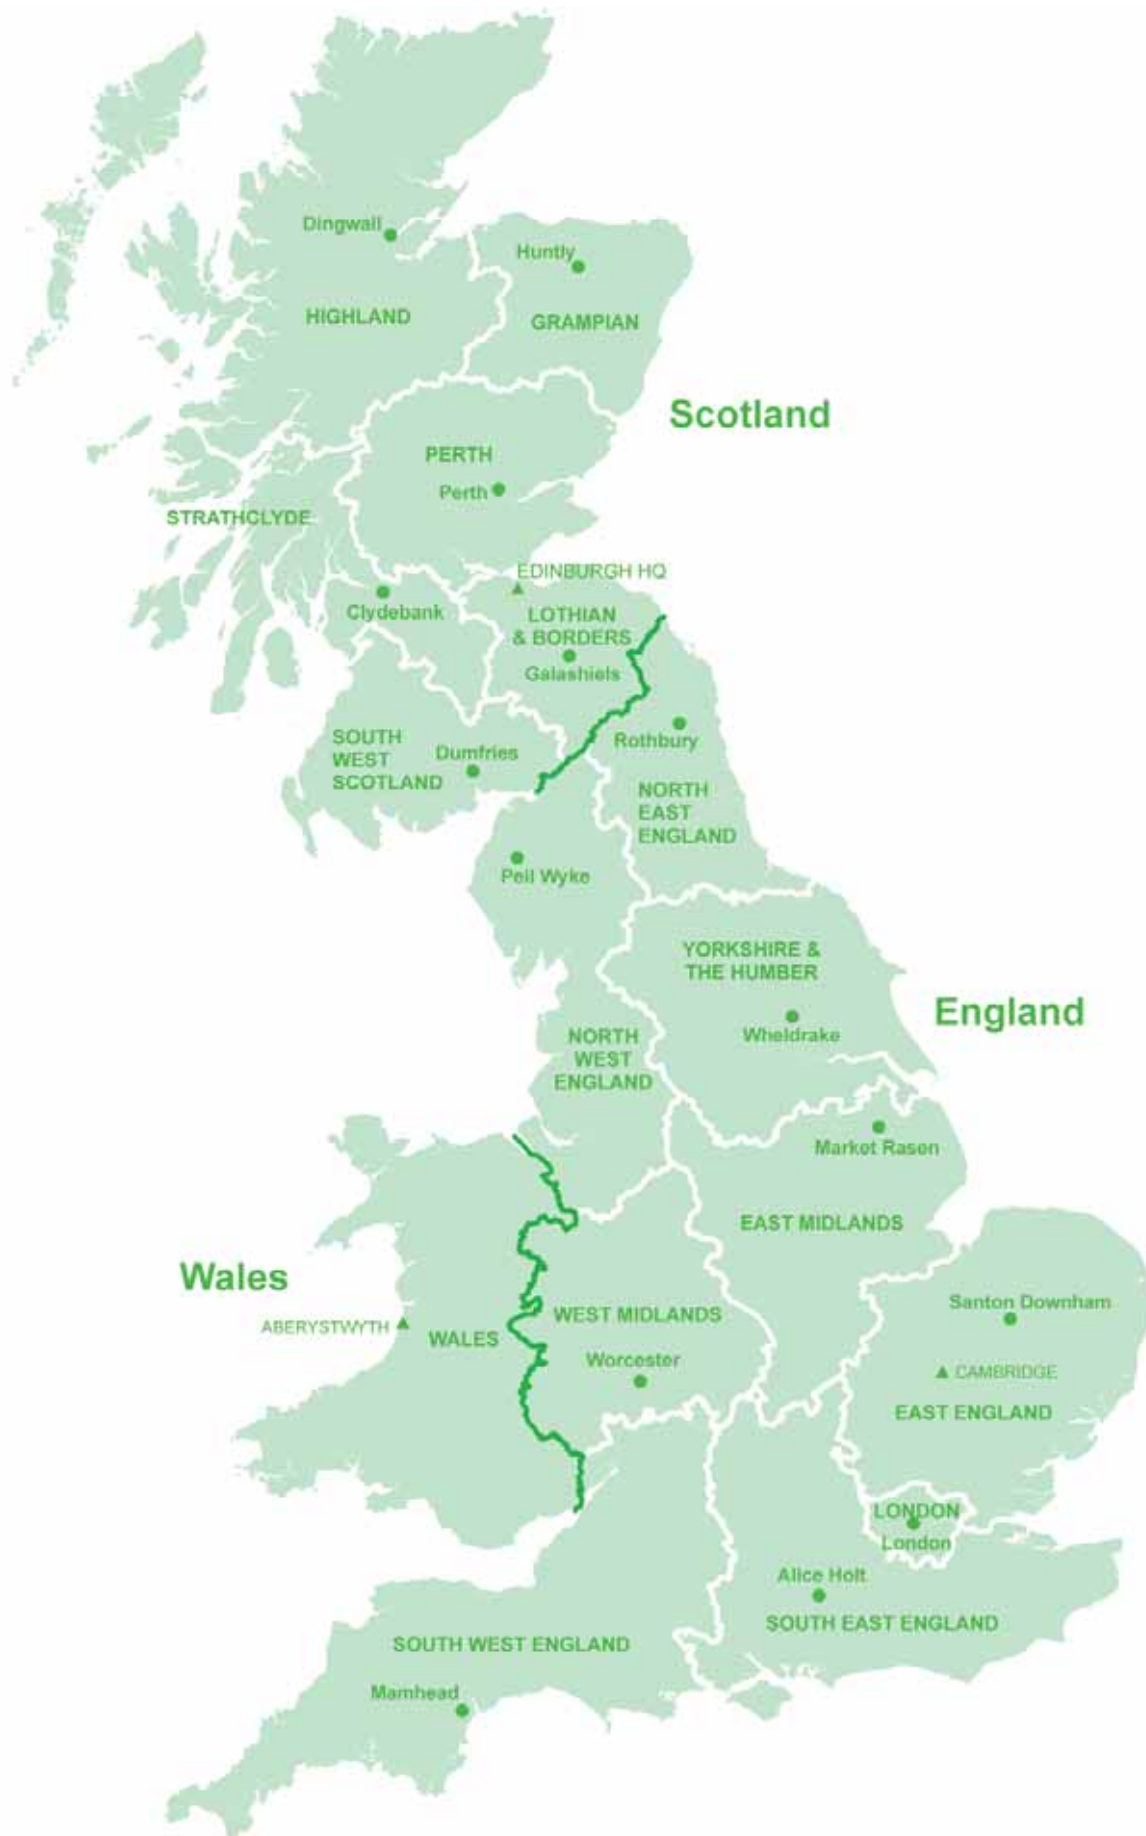 Dingwall
Huntly
HIGHLAND
GRAMPIAN
Scotland
PERTH
Perth
STRATHCLYDE
EDINBURGH HQ
Clydebank
LOTHIAN
& BORDERS
Galashiels
Rothbury
SOUTH
WEST
SCOTLAND
Dumfries
NORTH
EAST
ENGLAND
Peil Wyke
YORKSHIRE &
THE HUMBER
England
Wheldrake
NORTH
WEST
ENGLAND
Market Rasen
EAST MIDLANDS
Wales
Santon Downham
WEST MIDLANDS
ABERYSTWYTH
WALES
Worcester
CAMBRIDGE
EAST ENGLAND
LONDON
London
Alice Holt
SOUTH EAST ENGLAND
SOUTH WEST ENGLAND
Mamhead